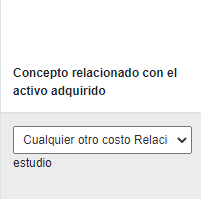 Concepto relacionado con el
activo adquirido
Cualquier otro costo Relaci
estudio